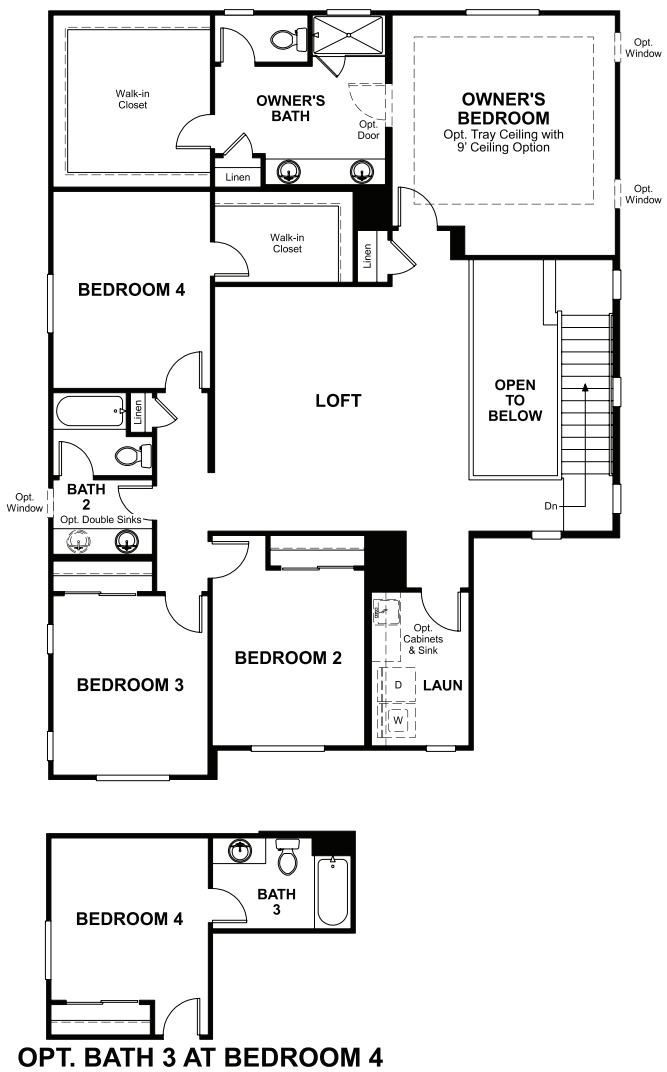 Walk-in
Closet
OWNER'S
BATH
Opt.
Door
Linen
OWNER'S
BEDROOM
Opt. Tray Ceiling with
9' Ceiling Option
Opt.
Window
Opt.
Window
BEDROOM 4
Walk-in
Closet
Linen
LOFT
OPEN
TO
BELOW
Dn
Linen
BATH
2
Opt. Double Sinks
Opt.
Window
BEDROOM 3
BEDROOM 2
Opt.
Cabinets
& Sink
LAUN
D
W
BEDROOM 4
BATH
3
OPT. BATH 3 AT BEDROOM 4